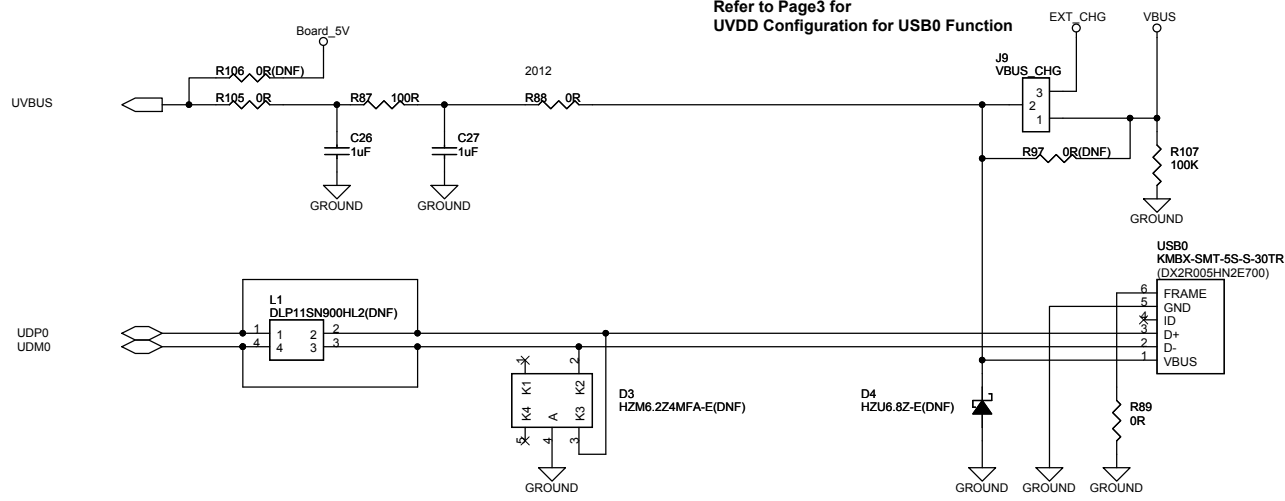 Refer to Page3 for
UVDD Configuration for USB0 Function
EXT_CHG
VBUS
Board_5V
J9
VBUS_CHG
R106 0R(DNF)
2012
3
2
1
UVBUS
R105 0R
R87 100R
R88 0R
C26
1uF
C27
1uF
R97 0R(DNF)
R107
100K
GROUND
GROUND
GROUND
USB0
KMBX-SMT-5S-S-30TR
(DX2R005HN2E700)
L1
DLP11SN900HL2(DNF)
6 FRAME
5 GND
4 ID
3 D+
2 D-
1 VBUS
UDP0
UDM0
1 1 2 2
4 4 3 3
1 2
K1 K2
K4 A K3
5 4 3
D3
HZM6.2Z4MFA-E(DNF)
D4
HZU6.8Z-E(DNF)
R89
0R
GROUND
GROUND
GROUND
GROUND